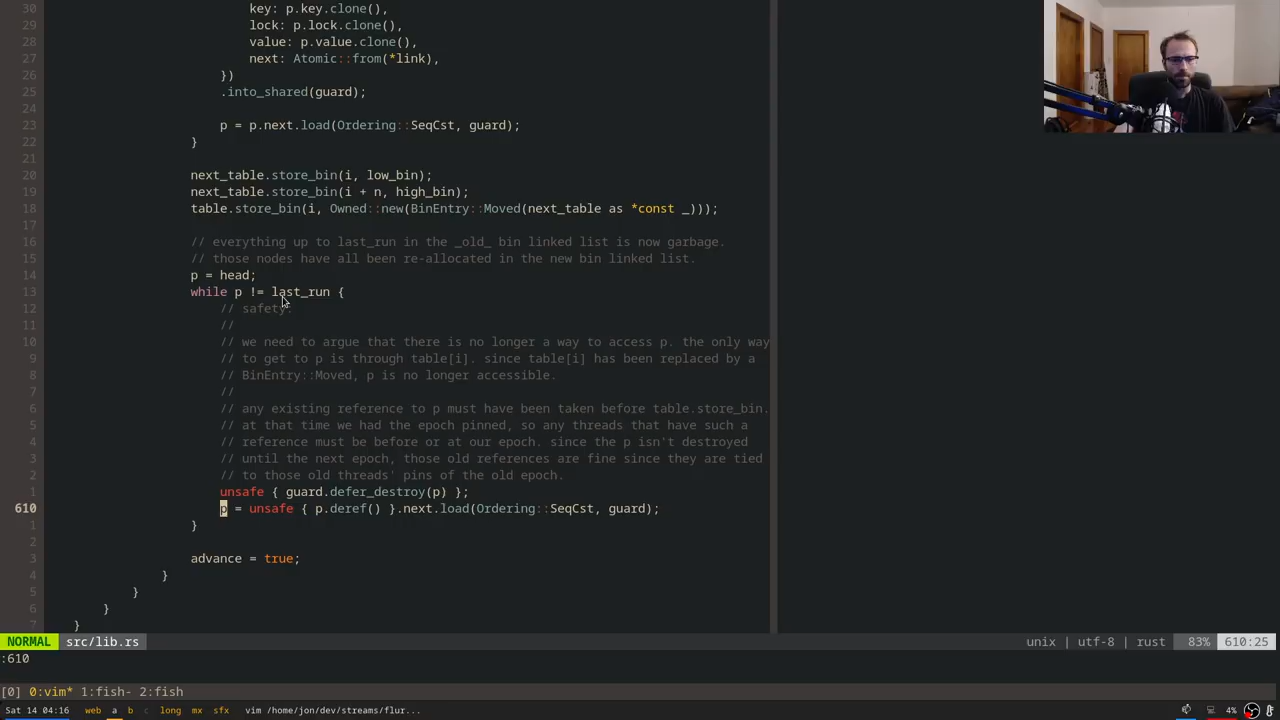 30 key: p.key.clone(),
29 lock: p.lock.clone(),
28 value: p.value.clone(),
27 next: Atomic::from(*link),
26 })
25 .into_shared(guard);
24
23 p = p.next.load(Ordering::SeqCst, guard);
22 }
21
20 next_table.store_bin(i, low_bin);
19 next_table.store_bin(i + n, high_bin);
18 table.store_bin(i, Owned::new(BinEntry::Moved(next_table as *const _)));
17
16 // everything up to last_run in the _old_ bin linked list is now garbage.
15 // those nodes have all been re-allocated in the new bin linked list.
14 p = head;
13 while p != last_run {
12 // safety:
11 //
10 // we need to argue that there is no longer a way to access p. the only way
9 // to get to p is through table[i]. since table[i] has been replaced by a
8 // BinEntry::Moved, p is no longer accessible.
7 //
6 // any existing reference to p must have been taken before table.store_bin.
5 // at that time we had the epoch pinned, so any threads that have such a
4 // reference must be before or at our epoch. since the p isn't destroyed
3 // until the next epoch, those old references are fine since they are tied
2 // to those old threads' pins of the old epoch.
1 unsafe { guard.defer_destroy(p) };
610 p = unsafe { p.deref() }.next.load(Ordering::SeqCst, guard);
1 }
2
3 advance = true;
4 }
5 }
6 }
7 }
NORMAL src/lib.rs unix | utf-8 | rust 83% 610:25
:610
[0] 0:vim* 1:fish- 2:fish
Sat 14 04:16 web a b c long mx sfx vim /home/jon/dev/streams/flur... 4%